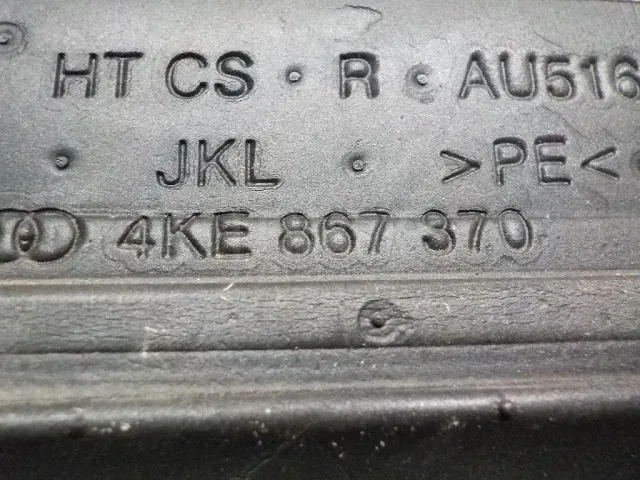 HT CS • R • AU516
• JKL • >PE<
4KE 867 370